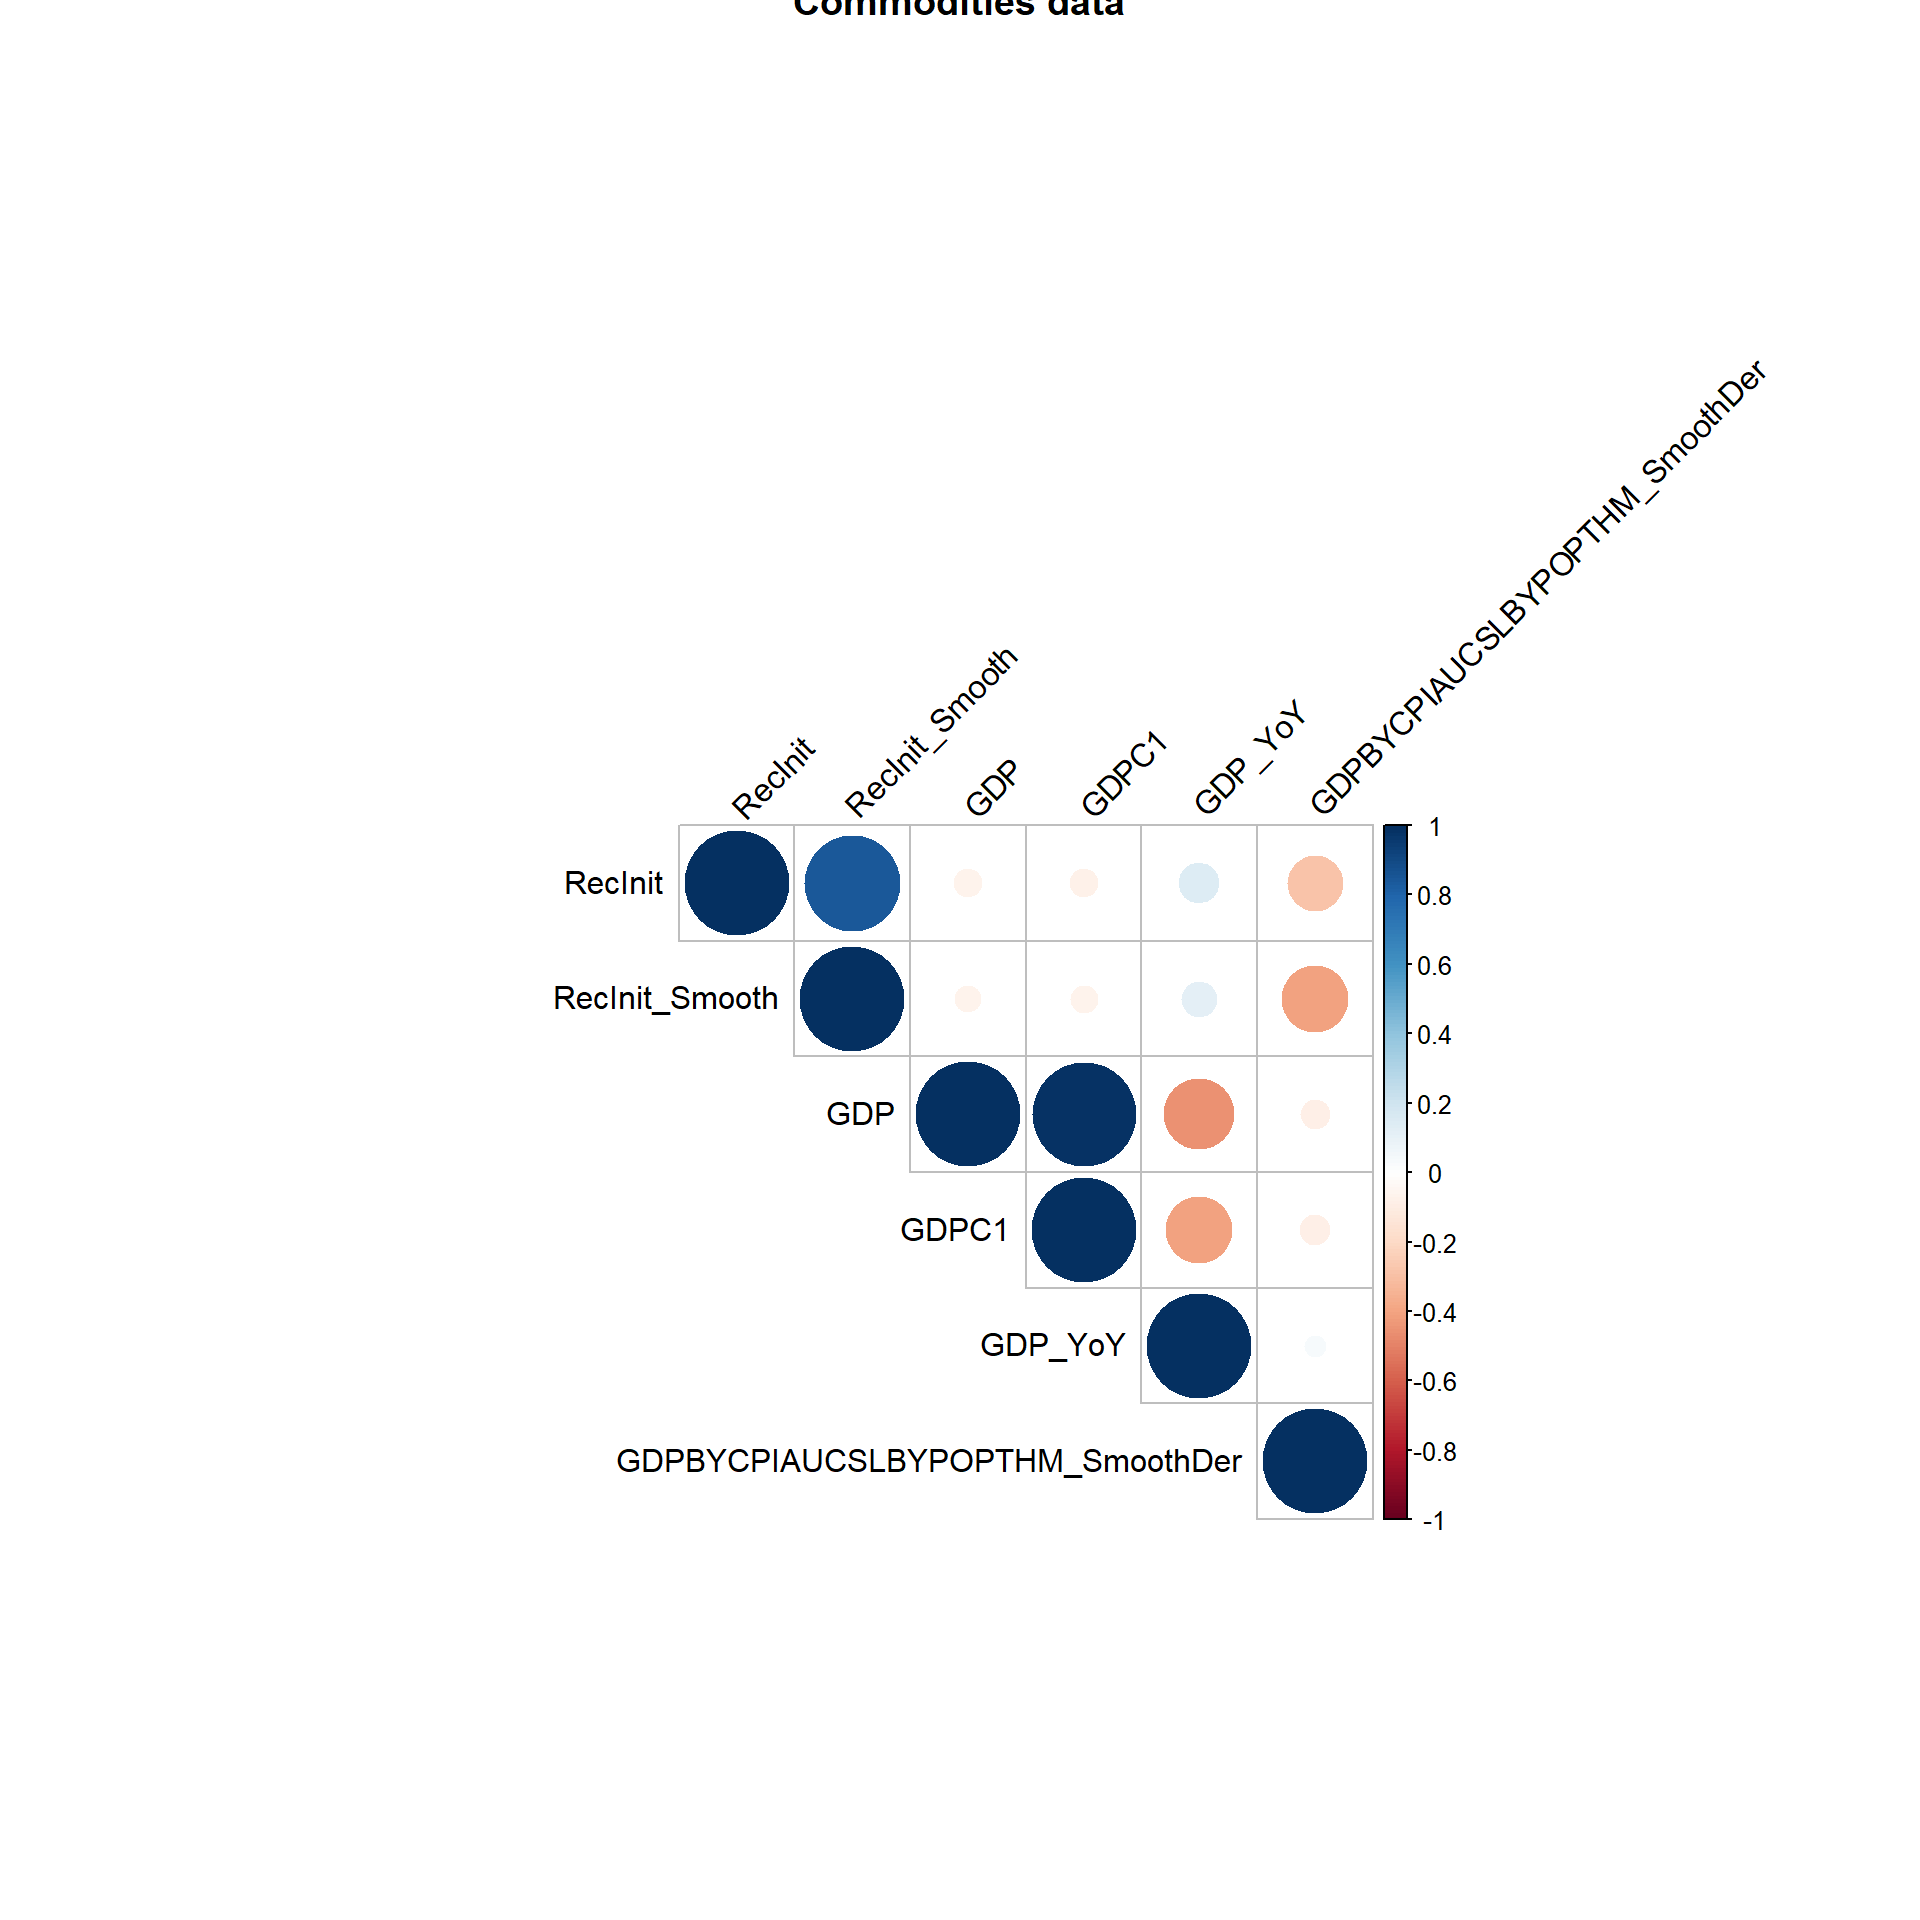 Commodities data
RecInit
RecInit_Smooth
GDP
GDPC1
GDP_YoY
GDPBYCPIAUCSLBYPOPTHM_SmoothDer
RecInit
RecInit_Smooth
GDP
GDPC1
GDP_YoY
GDPBYCPIAUCSLBYPOPTHM_SmoothDer
1
0.8
0.6
0.4
0.2
0
-0.2
-0.4
-0.6
-0.8
-1